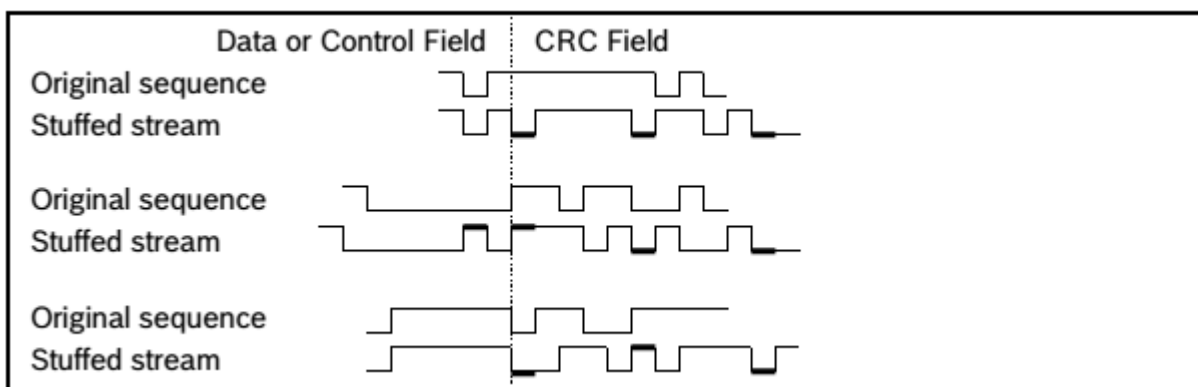 Data or Control Field CRC Field
Original sequence
Stuffed stream
Original sequence
Stuffed stream
Original sequence
Stuffed stream